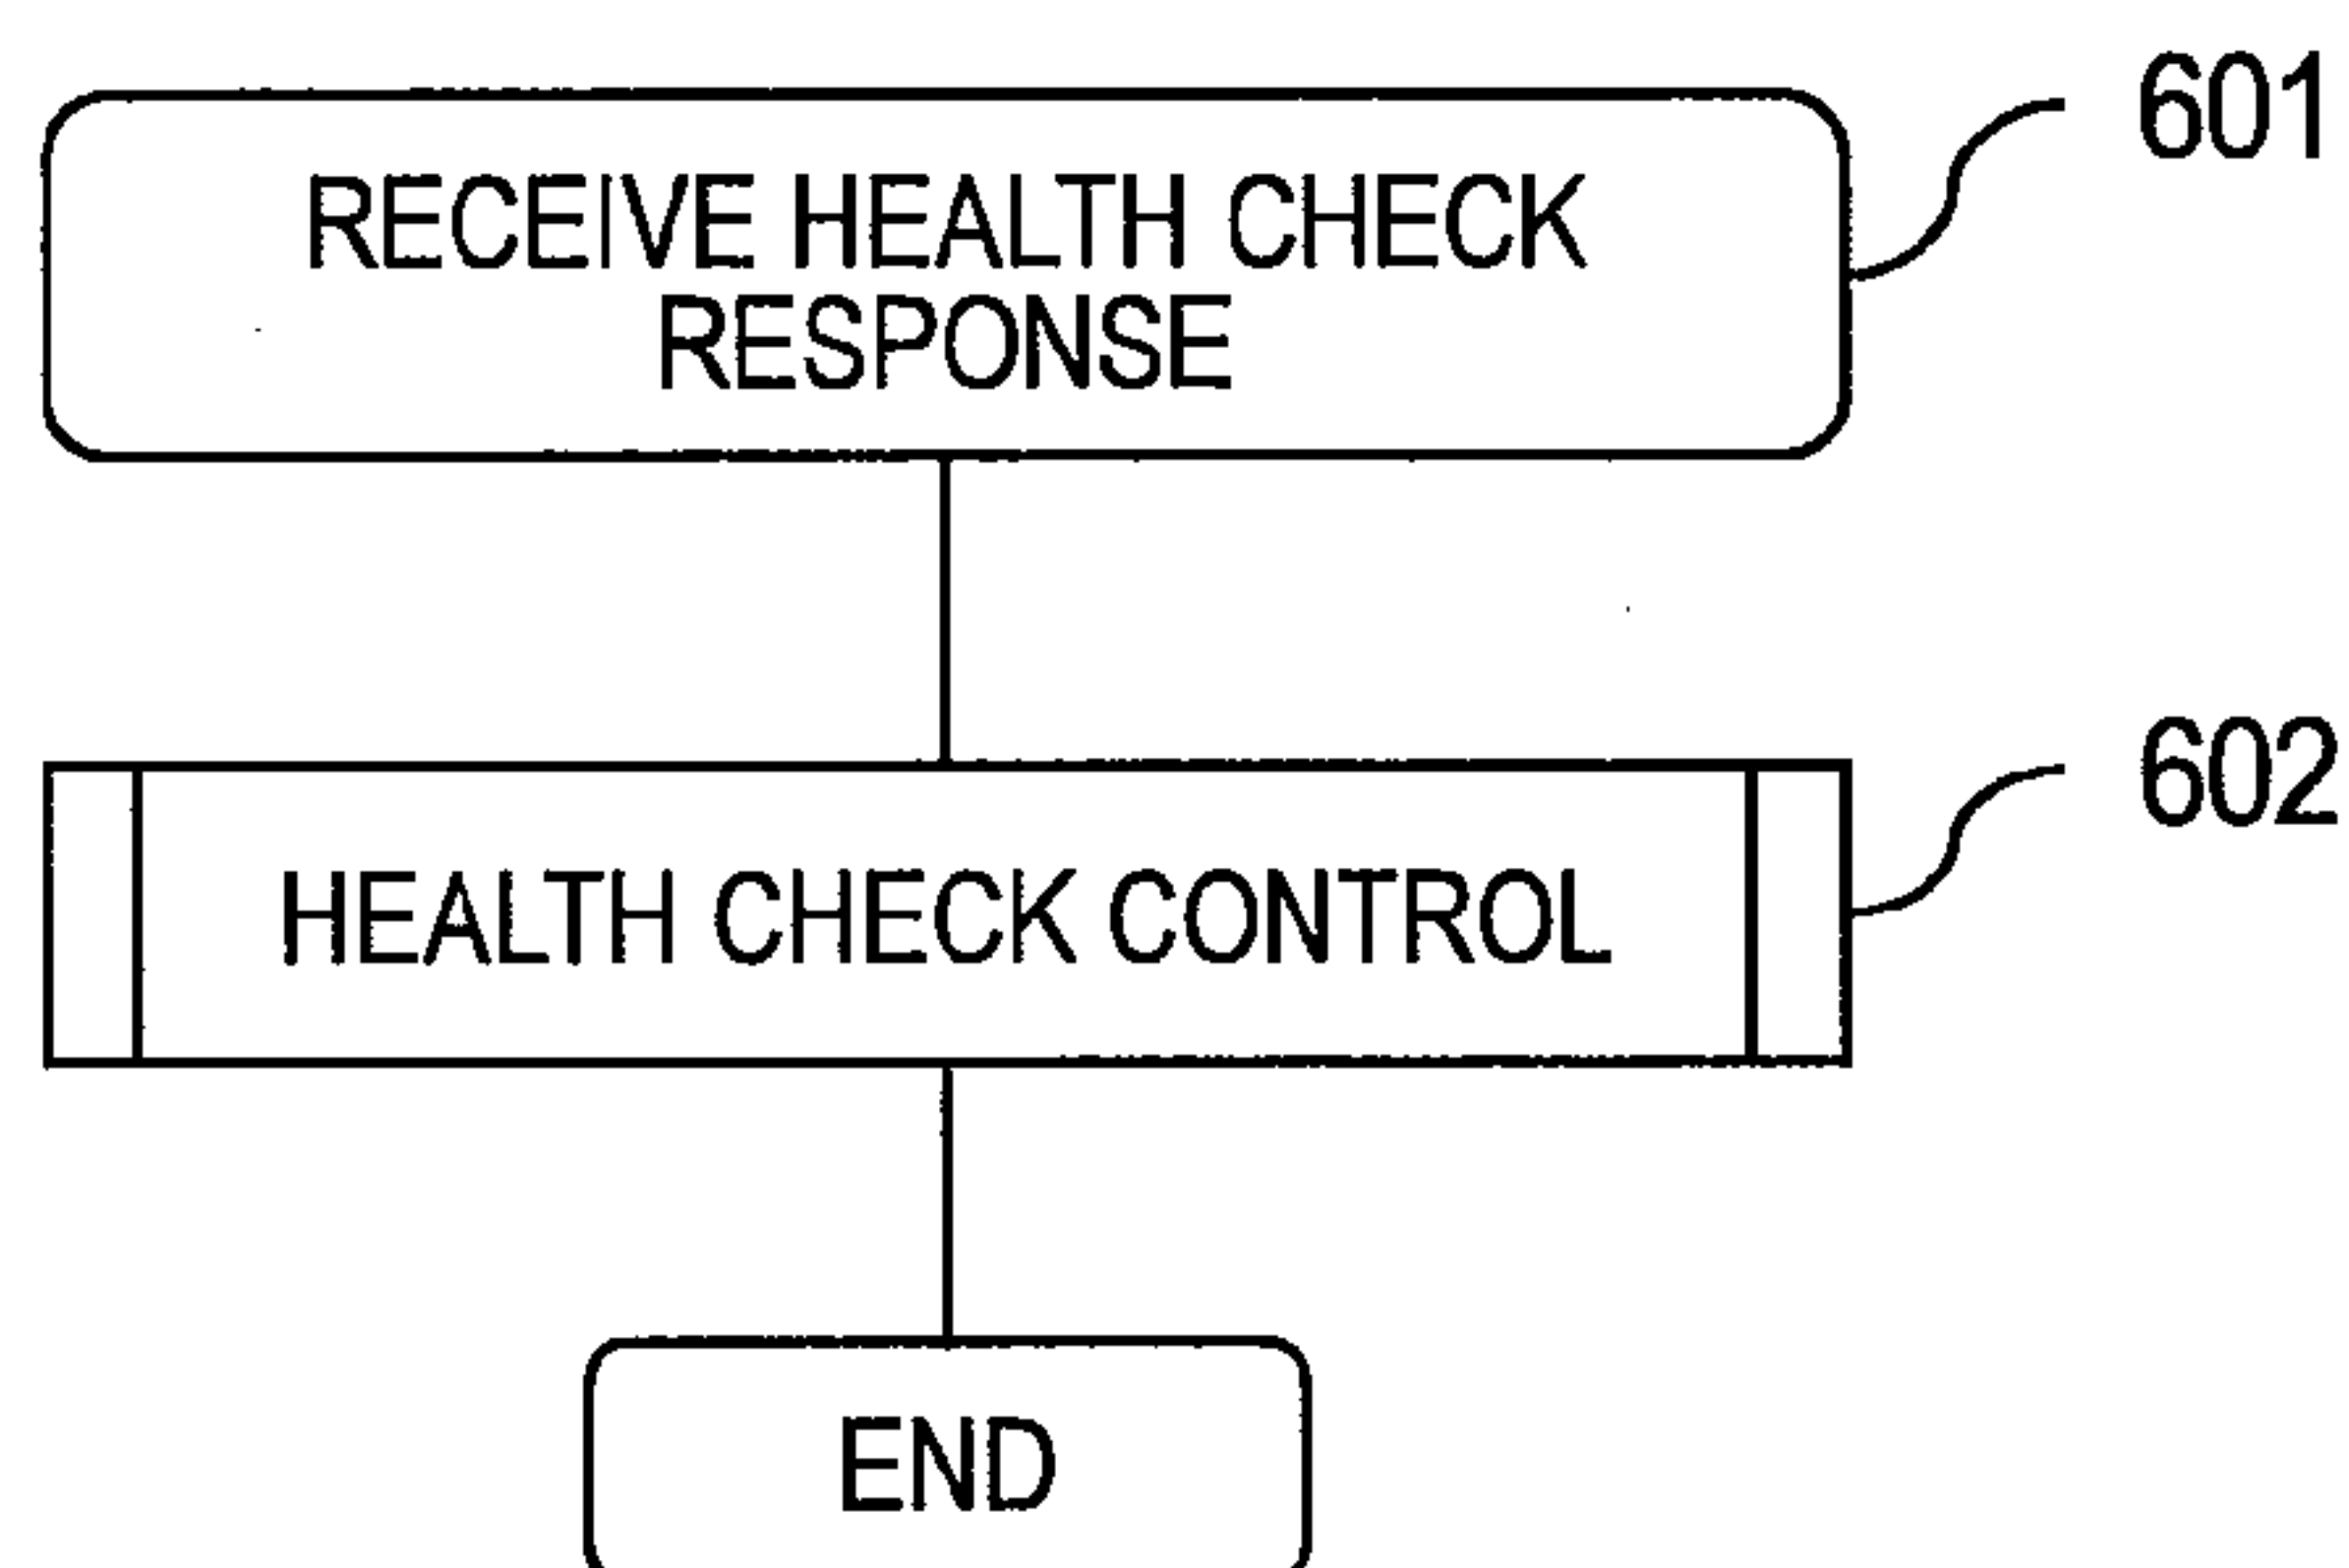 601
RECEIVE HEALTH CHECK
RESPONSE
602
HEALTH CHECK CONTROL
END